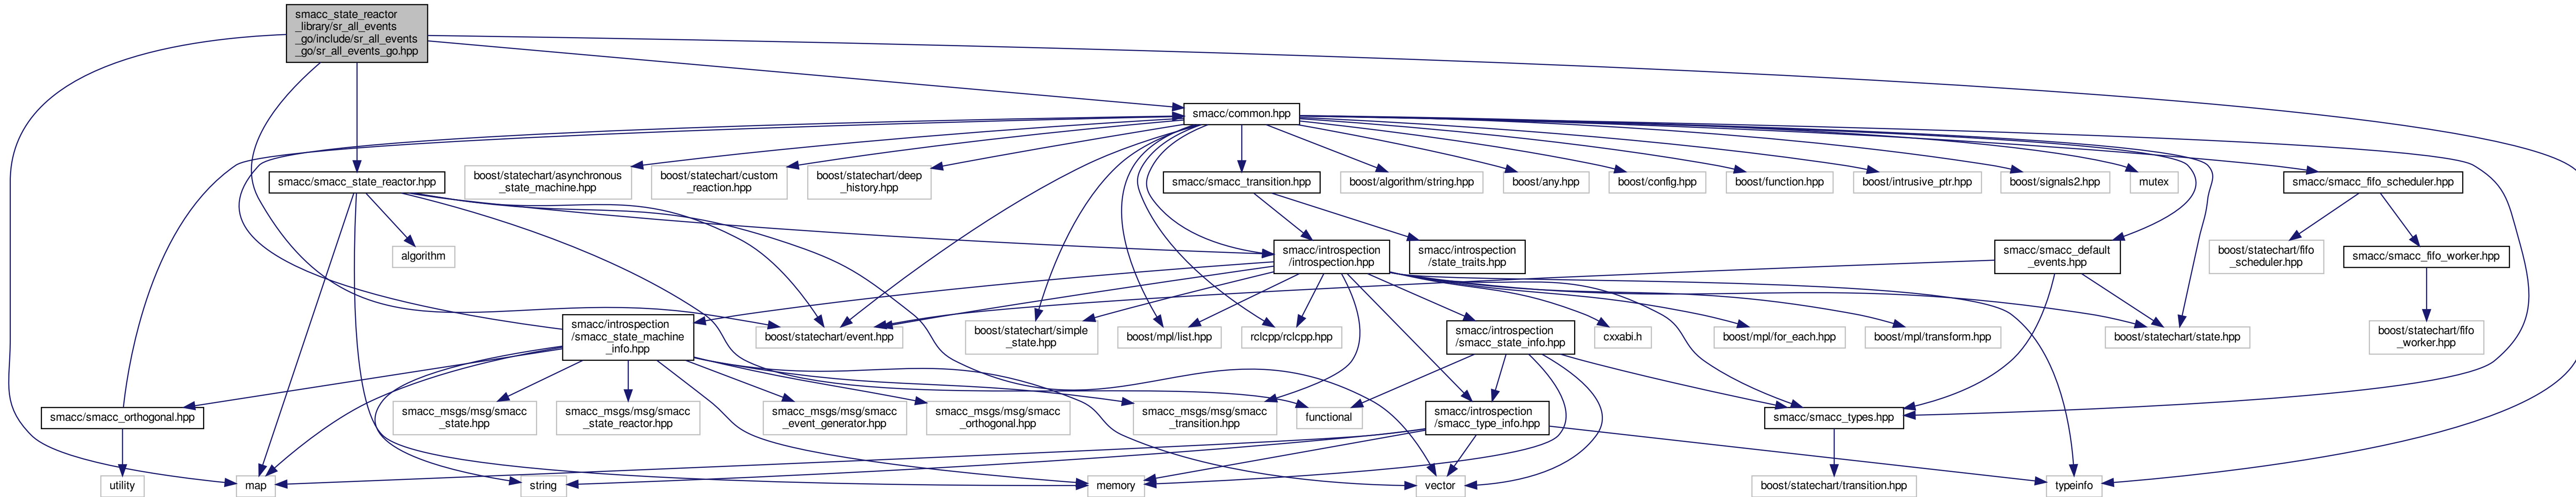 smacc_state_reactor
_library/sr_all_events
_go/include/sr_all_events
_go/sr_all_events_go.hpp
smacc/common.hpp
smacc/smacc_state_reactor.hpp
boost/statechart/asynchronous
_state_machine.hpp
boost/statechart/custom
_reaction.hpp
boost/statechart/deep
_history.hpp
smacc/smacc_transition.hpp
boost/algorithm/string.hpp
boost/any.hpp
boost/config.hpp
boost/function.hpp
boost/intrusive_ptr.hpp
boost/signals2.hpp
mutex
smacc/smacc_fifo_scheduler.hpp
algorithm
smacc/introspection
/introspection.hpp
smacc/introspection
/state_traits.hpp
smacc/smacc_default
_events.hpp
boost/statechart/fifo
_scheduler.hpp
smacc/smacc_fifo_worker.hpp
smacc/introspection
/smacc_state_machine
_info.hpp
boost/statechart/event.hpp
boost/statechart/simple
_state.hpp
boost/mpl/list.hpp
rclcpp/rclcpp.hpp
smacc/introspection
/smacc_state_info.hpp
cxxabi.h
boost/mpl/for_each.hpp
boost/mpl/transform.hpp
boost/statechart/state.hpp
boost/statechart/fifo
_worker.hpp
smacc/smacc_orthogonal.hpp
smacc_msgs/msg/smacc
_state.hpp
smacc_msgs/msg/smacc
_state_reactor.hpp
smacc_msgs/msg/smacc
_event_generator.hpp
smacc_msgs/msg/smacc
_orthogonal.hpp
smacc_msgs/msg/smacc
_transition.hpp
functional
smacc/introspection
/smacc_type_info.hpp
smacc/smacc_types.hpp
utility
map
string
memory
vector
boost/statechart/transition.hpp
typeinfo